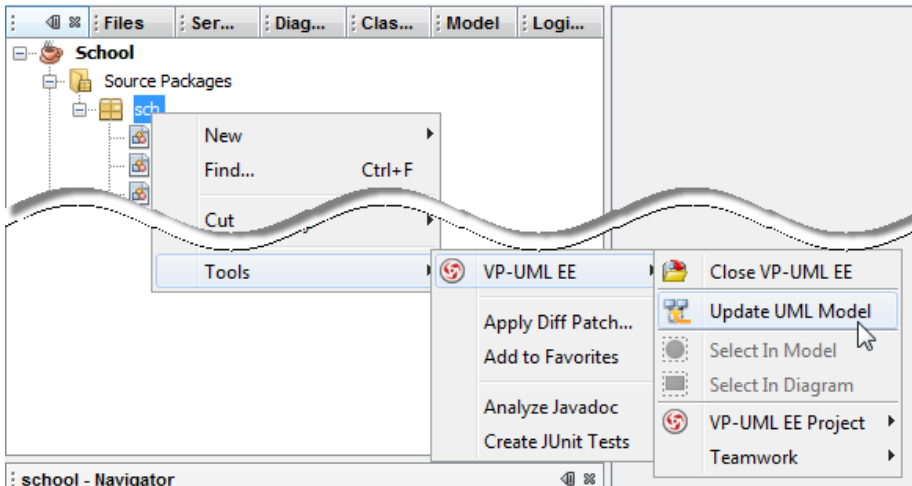 Files Ser... Diag... Clas... Model Logi...
School
Source Packages
sch
New
Find... Ctrl+F
Cut
Tools
VP-UML EE
Apply Diff Patch...
Add to Favorites
Analyze Javadoc
Create JUnit Tests
Close VP-UML EE
Update UML Model
Select In Model
Select In Diagram
VP-UML EE Project
Teamwork
school - Navigator